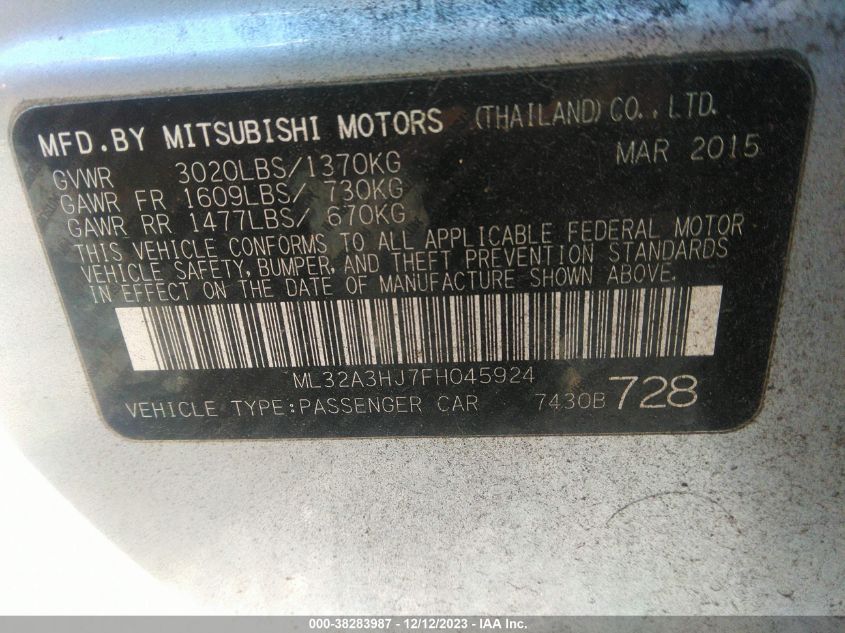 MFD.BY MITSUBISHI MOTORS (THAILAND) CO.,LTD.
GVWR 3020LBS/1370KG MAR 2015
GAWR FR 1609LBS/ 730KG
GAWR RR 1477LBS/ 670KG
THIS VEHICLE CONFORMS TO ALL APPLICABLE FEDERAL MOTOR
VEHICLE SAFETY, BUMPER, AND THEFT PREVENTION STANDARDS
IN EFFECT ON THE DATE OF MANUFACTURE SHOWN ABOVE.
ML32A3HJ7FH045924
VEHICLE TYPE:PASSENGER CAR 7430B 728
000-38283987 - 12/12/2023 - IAA Inc.